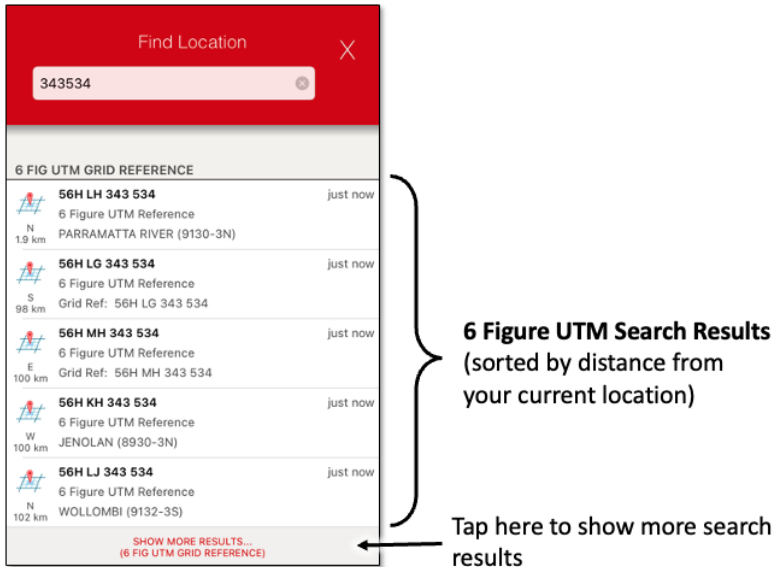 Find Location
X
343534
6 FIG UTM GRID REFERENCE
56H LH 343 534
just now
6 Figure UTM Reference
N
1.9 km
PARRAMATTA RIVER (9130-3N)
56H LG 343 534
just now
6 Figure UTM Reference
S
98 km
Grid Ref: 56H LG 343 534
56H MH 343 534
just now
6 Figure UTM Reference
E
100 km
Grid Ref: 56H MH 343 534
56H KH 343 534
just now
6 Figure UTM Reference
W
100 km
JENOLAN (8930-3N)
56H LJ 343 534
just now
6 Figure UTM Reference
N
102 km
WOLLOMBI (9132-3S)
SHOW MORE RESULTS...
(6 FIG UTM GRID REFERENCE)
6 Figure UTM Search Results
(sorted by distance from
your current location)
Tap here to show more search
results